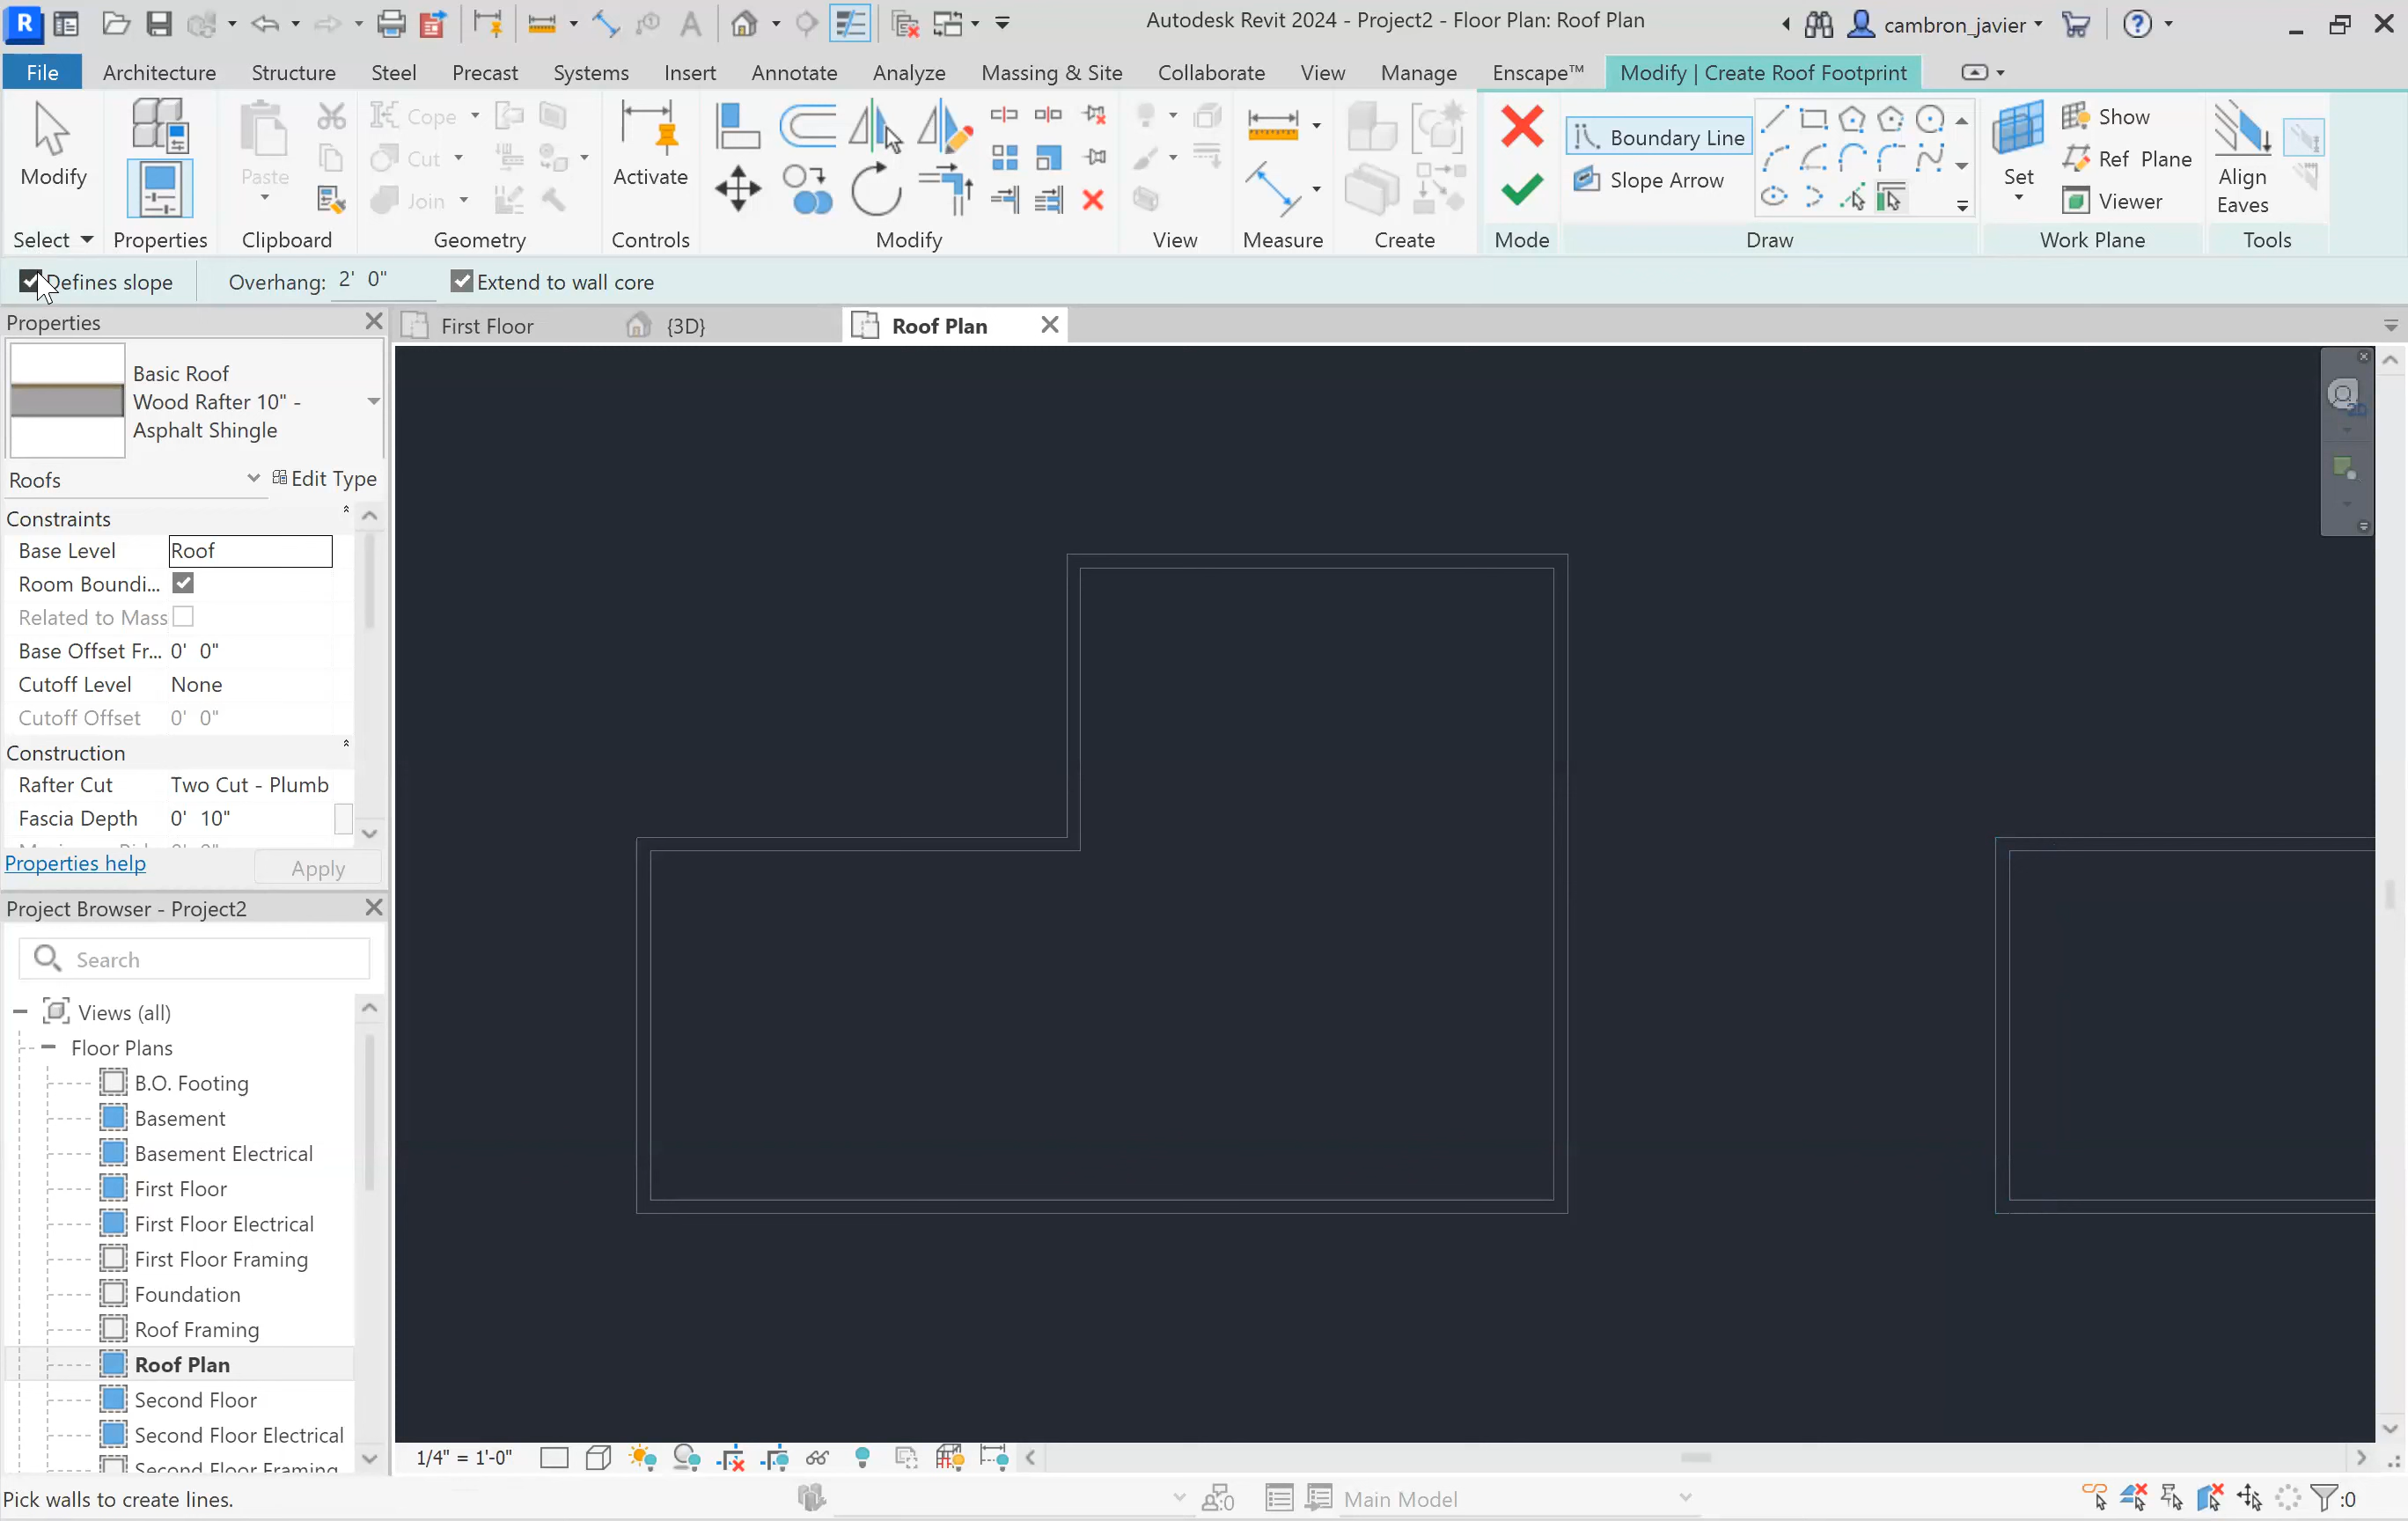 R
Autodesk Revit 2024 - Project2 - Floor Plan: Roof Plan
cambron_javier
File
Architecture
Structure
Steel
Precast
Systems
Insert
Annotate
Analyze
Massing & Site
Collaborate
View
Manage
Enscape™
Modify | Create Roof Footprint
Modify
Paste
Cope
Cut
Join
Activate
Boundary Line
Slope Arrow
Set
Show
Ref Plane
Viewer
Align
Eaves
Select
Properties
Clipboard
Geometry
Controls
Modify
View
Measure
Create
Mode
Draw
Work Plane
Tools
Defines slope
Overhang: 2' 0"
Extend to wall core
Properties
First Floor
{3D}
Roof Plan
Basic Roof
Wood Rafter 10" -
Asphalt Shingle
Roofs
Edit Type
Constraints
Base Level Roof
Room Boundi...
Related to Mass
Base Offset Fr... 0' 0"
Cutoff Level None
Cutoff Offset 0' 0"
Construction
Rafter Cut Two Cut - Plumb
Fascia Depth 0' 10"
Properties help
Apply
Project Browser - Project2
Search
Views (all)
Floor Plans
B.O. Footing
Basement
Basement Electrical
First Floor
First Floor Electrical
First Floor Framing
Foundation
Roof Framing
Roof Plan
Second Floor
Second Floor Electrical
Second Floor Framing
2D
1/4" = 1'-0"
Pick walls to create lines.
:0
Main Model
:0